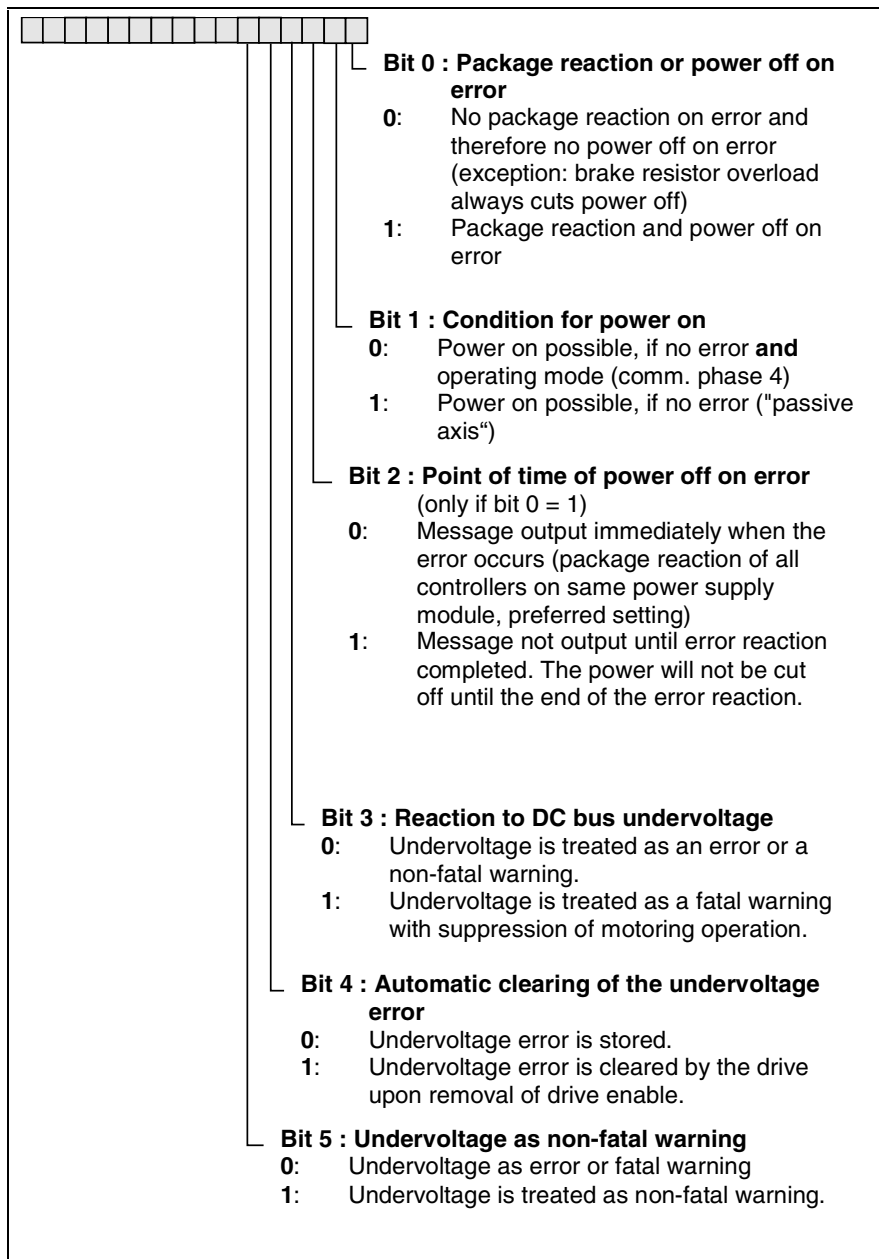 Bit 0 : Package reaction or power off on
error
0: No package reaction on error and
therefore no power off on error
(exception: brake resistor overload
always cuts power off)
1: Package reaction and power off on
error
Bit 1 : Condition for power on
0: Power on possible, if no error and
operating mode (comm. phase 4)
1: Power on possible, if no error ("passive
axis“)
Bit 2 : Point of time of power off on error
(only if bit 0 = 1)
0: Message output immediately when the
error occurs (package reaction of all
controllers on same power supply
module, preferred setting)
1: Message not output until error reaction
completed. The power will not be cut
off until the end of the error reaction.
Bit 3 : Reaction to DC bus undervoltage
0: Undervoltage is treated as an error or a
non-fatal warning.
1: Undervoltage is treated as a fatal warning
with suppression of motoring operation.
Bit 4 : Automatic clearing of the undervoltage
error
0: Undervoltage error is stored.
1: Undervoltage error is cleared by the drive
upon removal of drive enable.
Bit 5 : Undervoltage as non-fatal warning
0: Undervoltage as error or fatal warning
1: Undervoltage is treated as non-fatal warning.